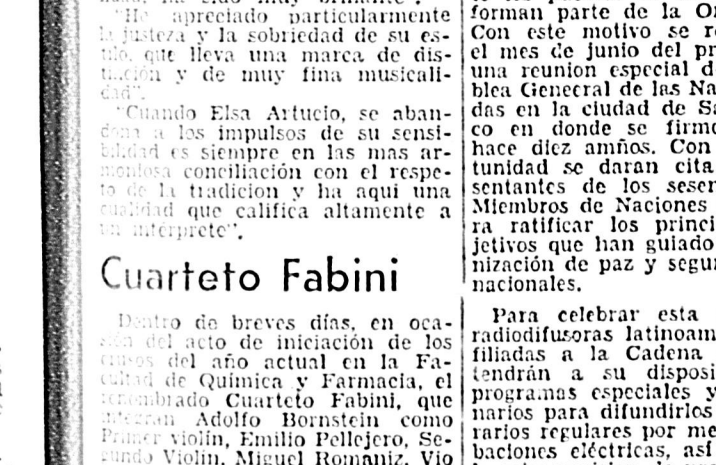 "He apreciado particularmente
la justeza y la sobriedad de su es-
tilo, que lleva una marca de dis-
tinción y de muy fina musicali-
dad".
"Cuando Elsa Artucio, se aban-
dona a los impulsos de su sensi-
bilidad es siempre en las mas ar-
moniosa conciliación con el respe-
to de la tradicion y ha aqui una
cualidad que califica altamente a
un intérprete".
Cuarteto Fabini
Dentro de breves días, en oca-
sión del acto de iniciación de los
cursos del año actual en la Fa-
cultad de Química y Farmacia, el
renombrado Cuarteto Fabini, que
integran Adolfo Bornstein como
Primer violín, Emilio Pellejero, Se-
gundo Violín, Miguel Romaniz, Vio
forman parte de la O
Con este motivo se r
el mes de junio del pr
una reunion especial d
blea Genecral de las Na
das en la ciudad de Sa
co en donde se firmo
hace diez amños. Con
tunidad se daran cita
sentantes de los seser
Miembros de Naciones
ra ratificar los princi
jetivos que han guiado
nización de paz y segu
nacionales.
Para celebrar esta
radiodifusoras latinoam
filiadas a la Cadena
tendrán a su disposi
programas especiales y
narios para difundirlos
rarios regulares por me
baciones eléctricas, así